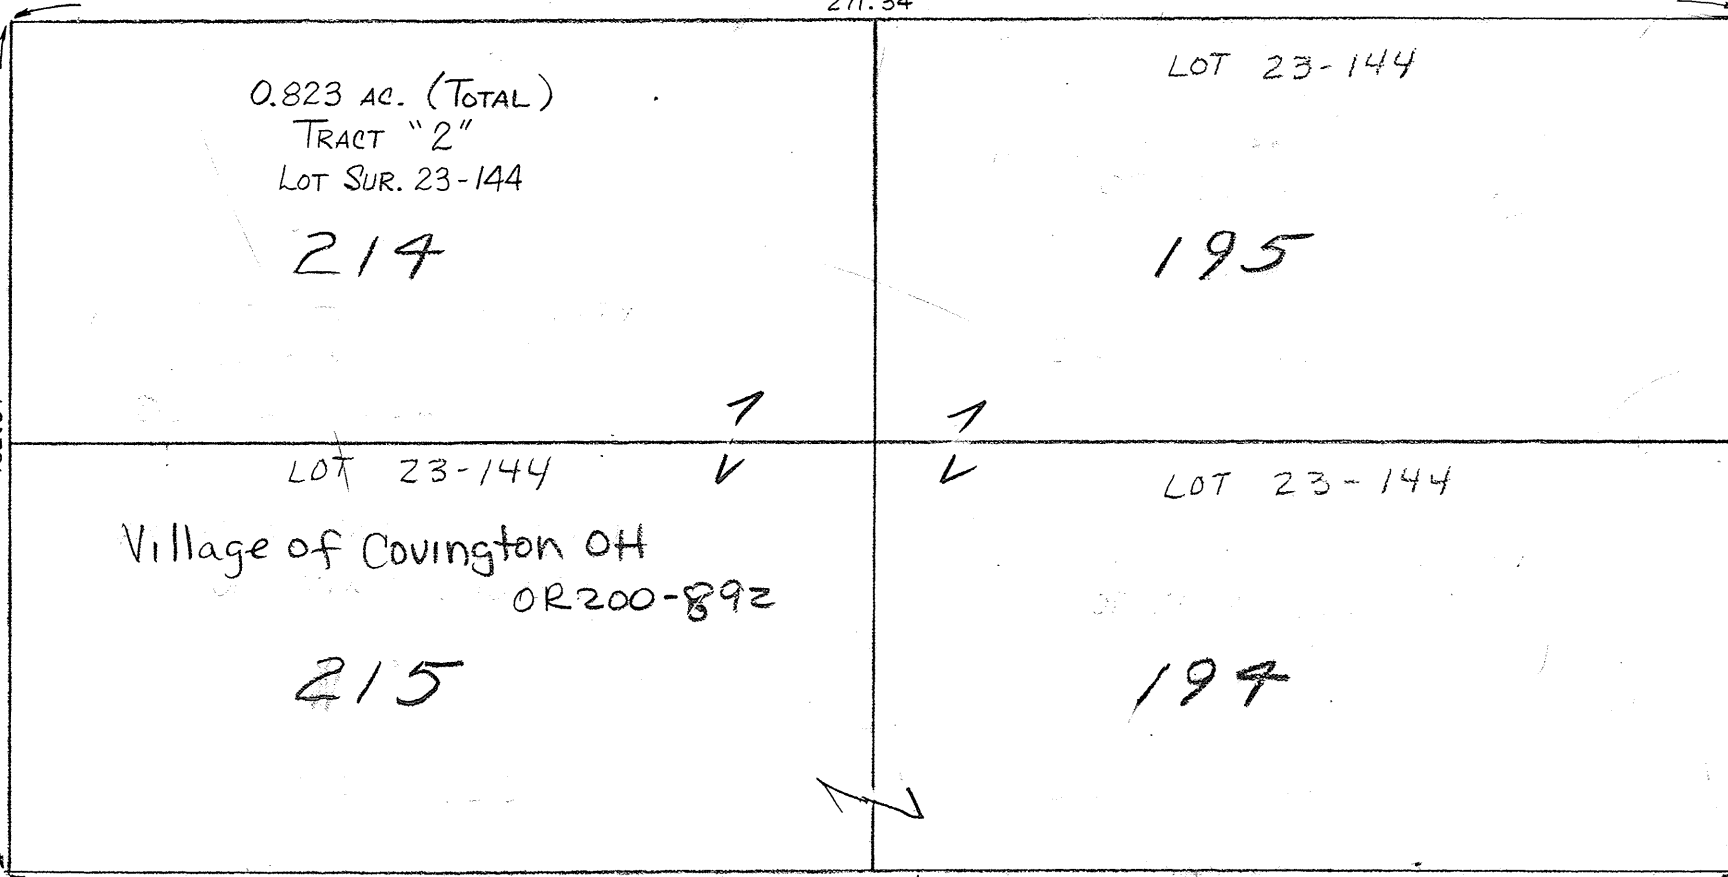 0.823 AC. (TOTAL)
TRACT "2"
LOT SUR. 23-144
214
LOT 23-144
195
LOT 23-144
Village of Covington OH
OR200-892
215
LOT 23-144
194